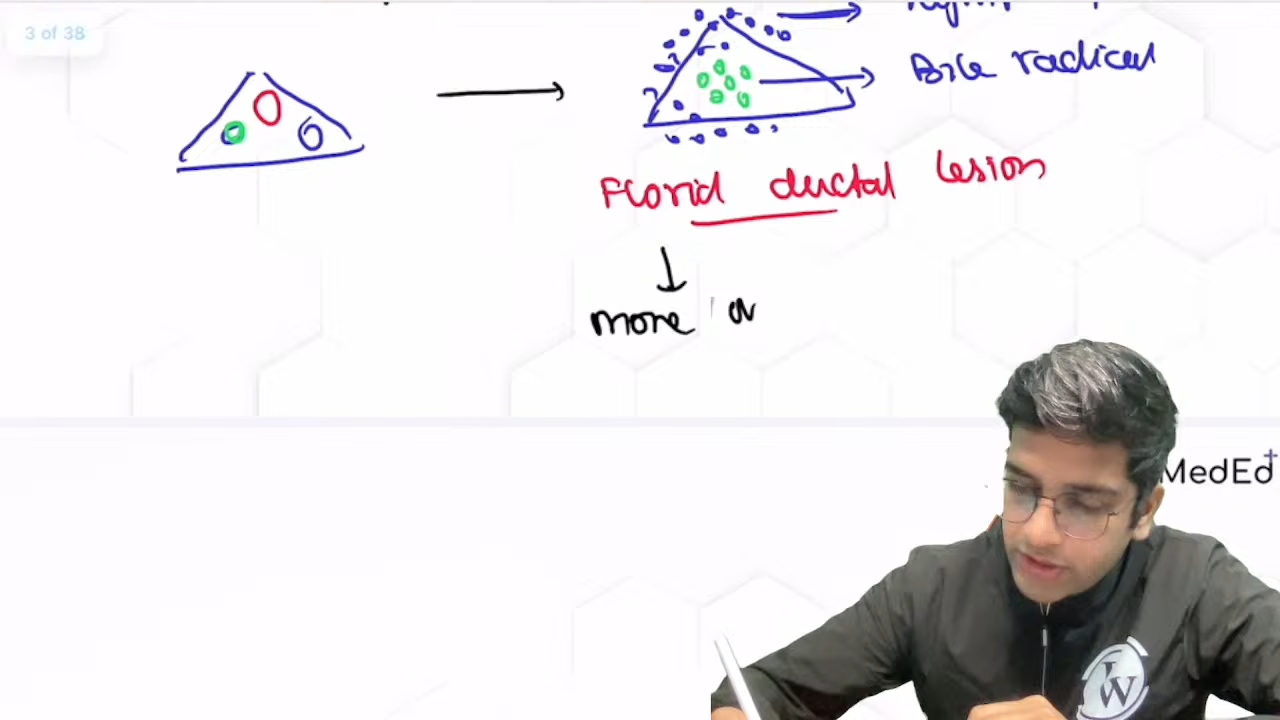 3 of 38
Bile radical
Florid ductal lesion
more
MedEd
W